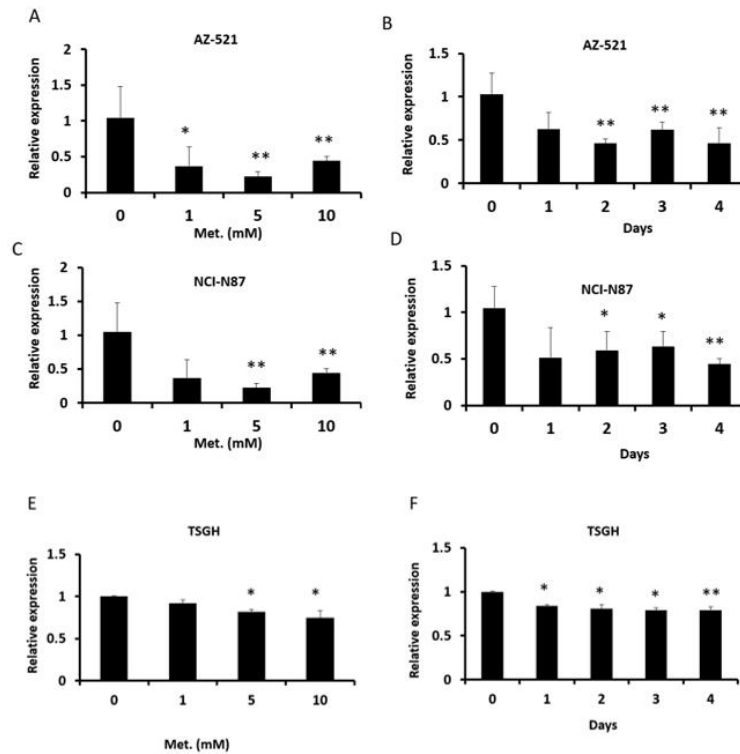 A
AZ-521
Relative expression
2
1.5
1
0.5
0
* ** **
0 1 5 10
Met. (mM)
B
AZ-521
Relative expression
1.5
1
0.5
0
** ** **
0 1 2 3 4
Days
C
NCI-N87
Relative expression
2
1.5
1
0.5
0
** **
0 1 5 10
Met. (mM)
D
NCI-N87
Relative expression
1.5
1
0.5
0
* * **
0 1 2 3 4
Days
E
TSGH
Relative expression
1.5
1
0.5
0
* *
0 1 5 10
Met. (mM)
F
TSGH
Relative expression
1.5
1
0.5
0
* * * **
0 1 2 3 4
Days